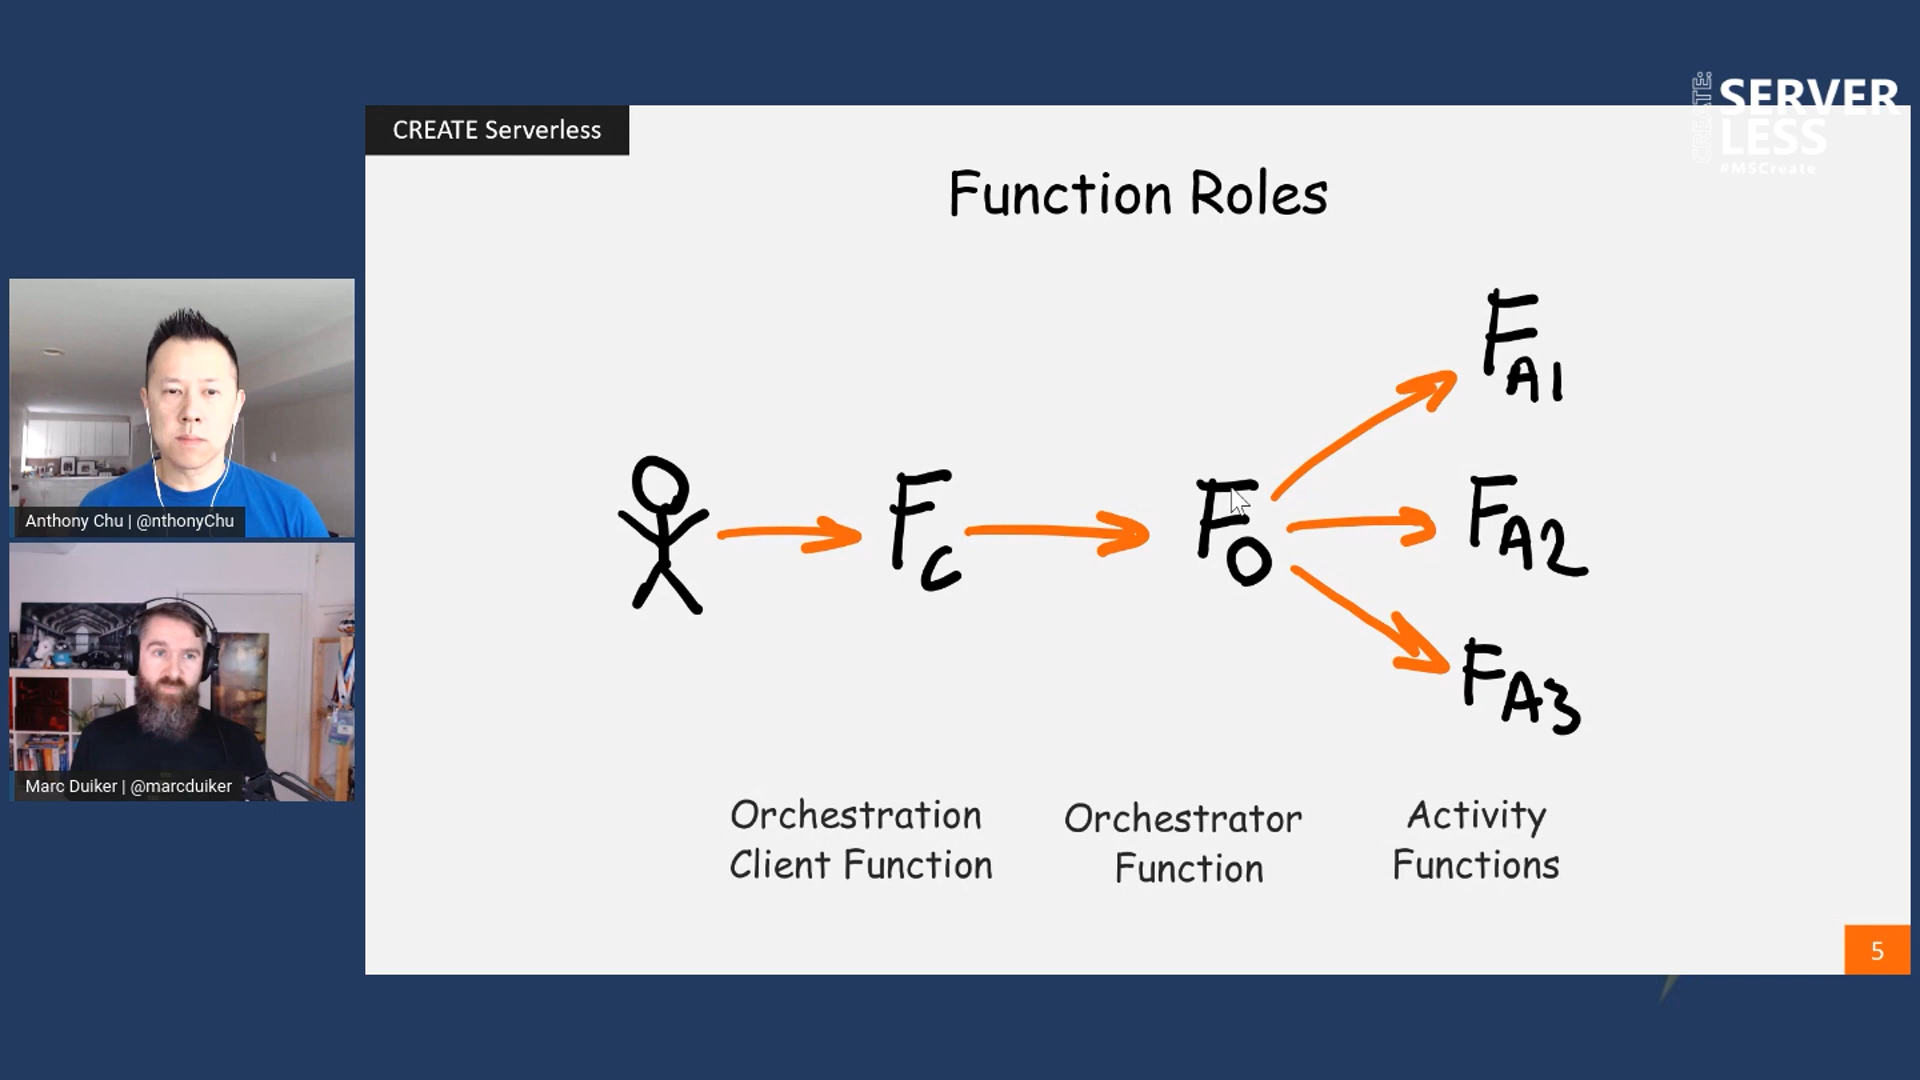 CREATE: SERVER
LESS
#MSCreate
CREATE Serverless
Function Roles
Anthony Chu | @nthonyChu
Marc Duiker | @marcduiker
FC
FO
FA1
FA2
FA3
Orchestration
Client Function
Orchestrator
Function
Activity
Functions
5